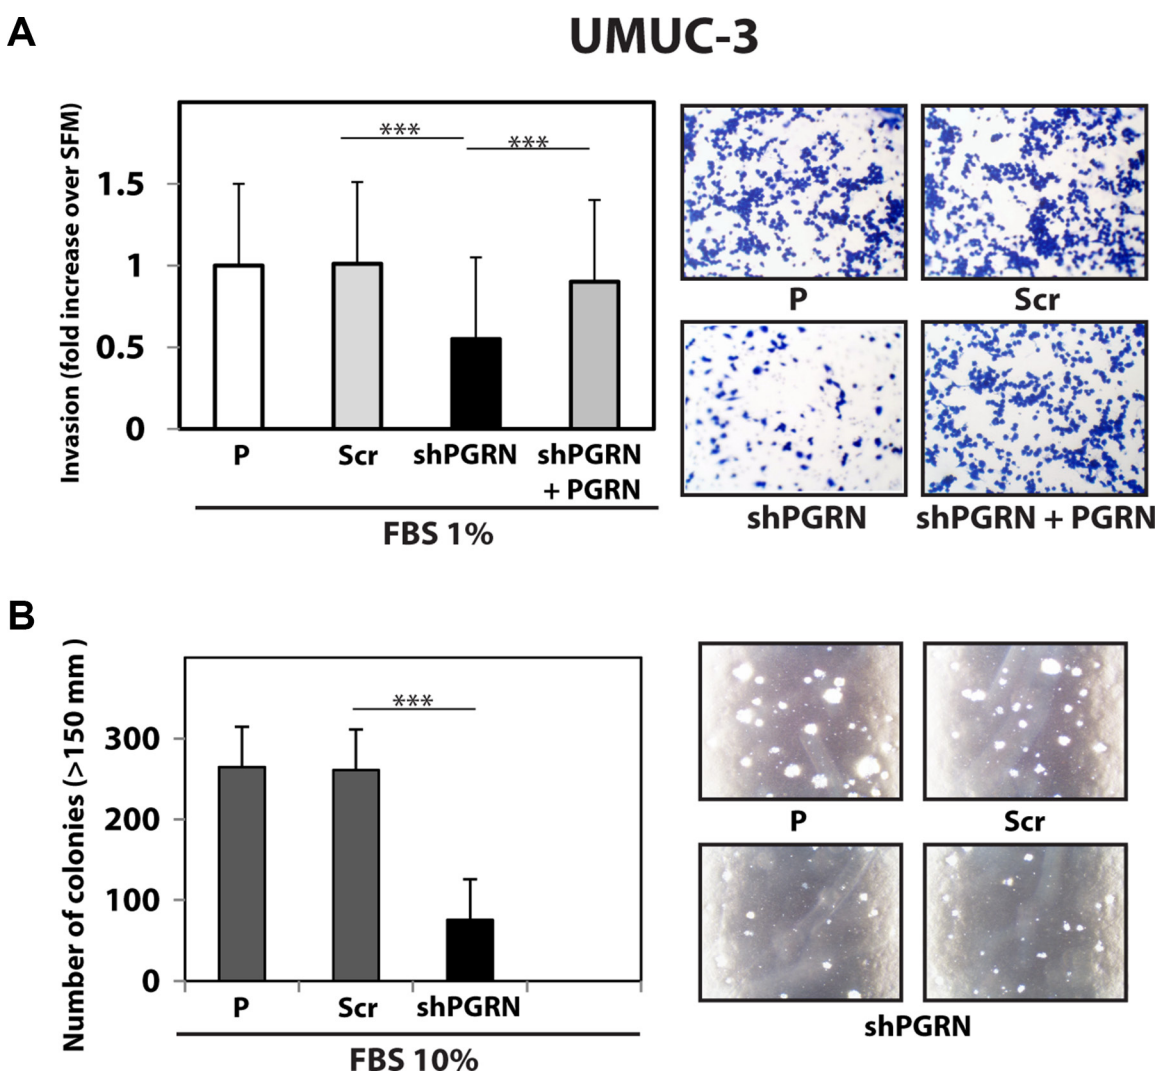 A
UMUC-3
Invasion (fold increase over SFM)
1.5
1
0.5
0
***
***
P
Scr
shPGRN
shPGRN
+ PGRN
FBS 1%
P
Scr
shPGRN
shPGRN + PGRN
B
Number of colonies (>150 mm )
300
200
100
0
***
P
Scr
shPGRN
FBS 10%
P
Scr
shPGRN